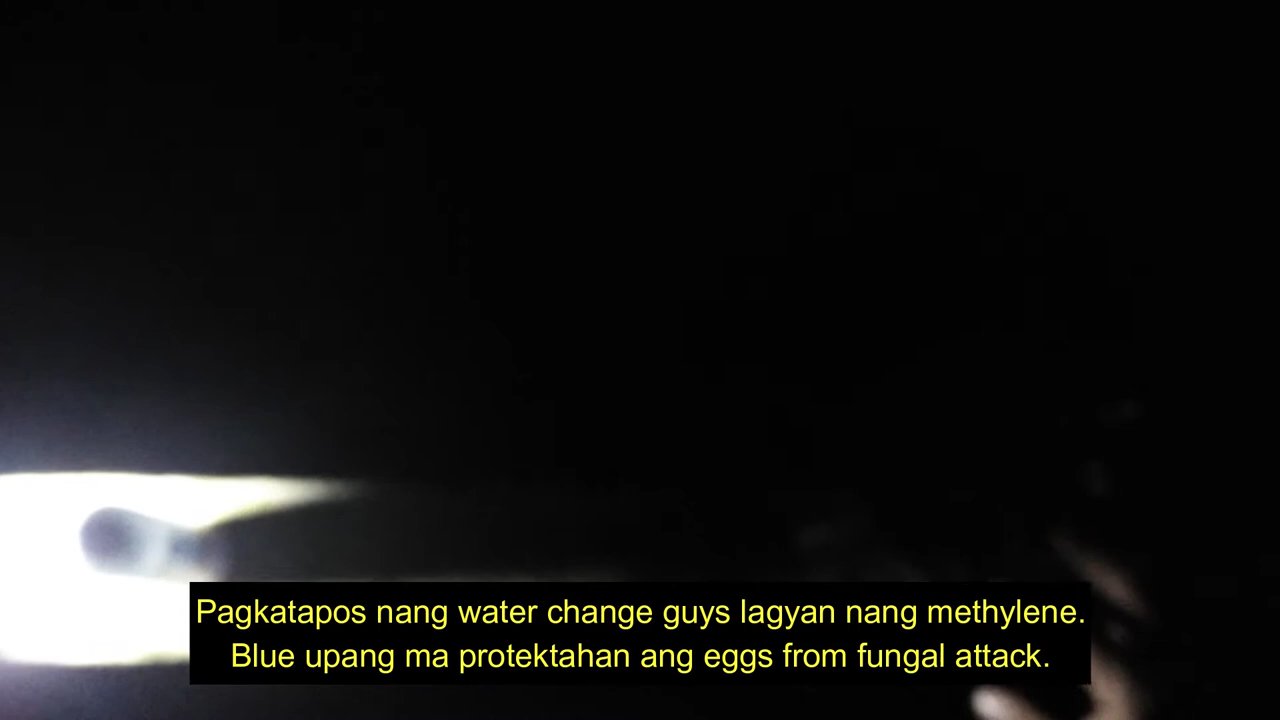 Pagkatapos nang water change guys lagyan nang methylene.
Blue upang ma protektahan ang eggs from fungal attack.